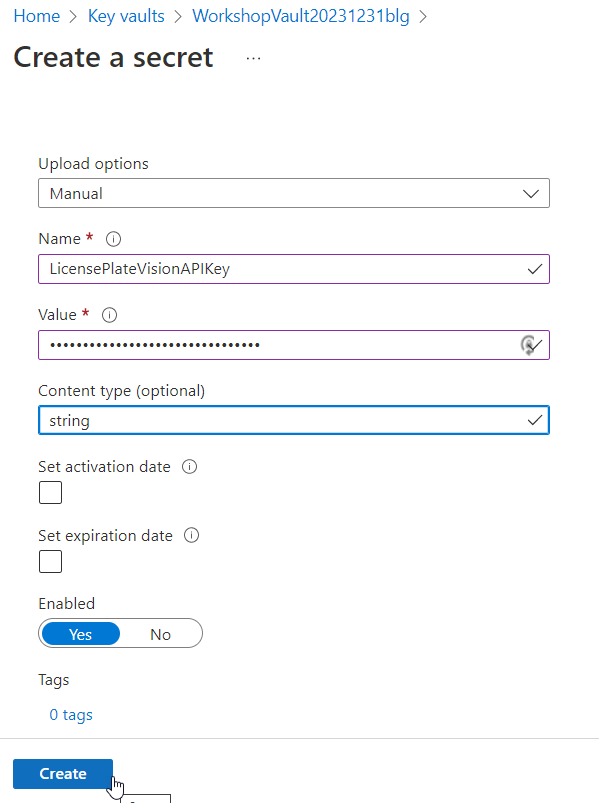 Home > Key vaults > WorkshopVault20231231blg >
Create a secret ...
Upload options
Manual
Name *
LicensePlateVisionAPIKey
Value *
••••••••••••••••••••••••••••••••
Content type (optional)
string
Set activation date
Set expiration date
Enabled
Yes No
Tags
0 tags
Create